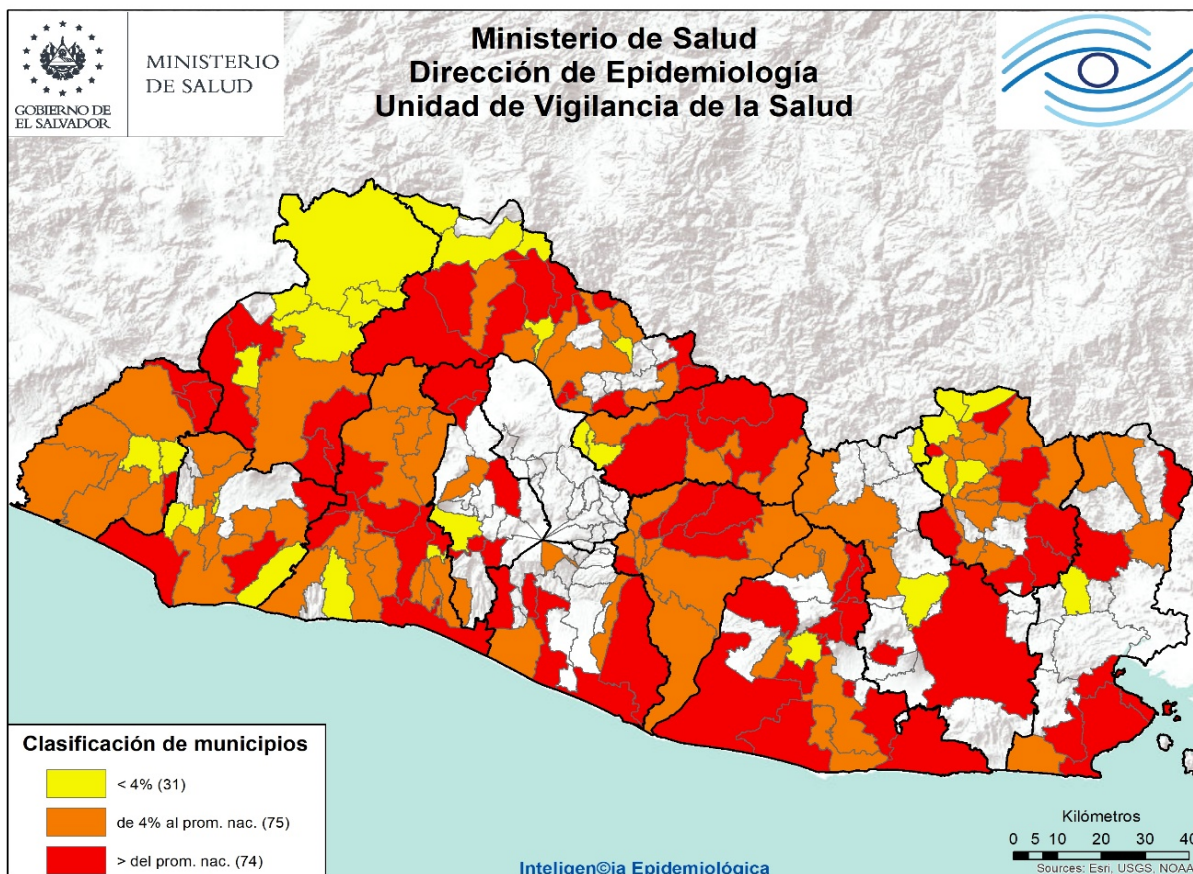 GOBIERNO DE
EL SALVADOR
MINISTERIO
DE SALUD
Ministerio de Salud
Dirección de Epidemiología
Unidad de Vigilancia de la Salud
Clasificación de municipios
< 4% (31)
de 4% al prom. nac. (75)
> del prom. nac. (74)
Inteligen©ia Epidemiológica
Kilómetros
0 5 10 20 30 40
Sources: Esri, USGS, NOAA